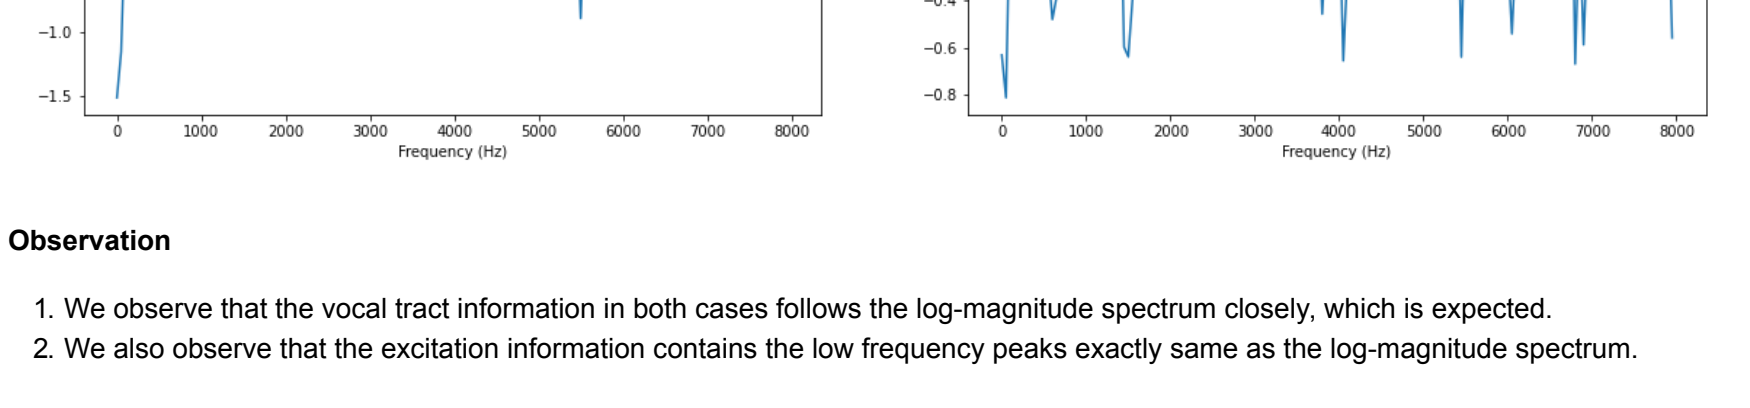 −1.0
−1.5
0 1000 2000 3000 4000 5000 6000 7000 8000
Frequency (Hz)
−0.4
−0.6
−0.8
0 1000 2000 3000 4000 5000 6000 7000 8000
Frequency (Hz)
Observation
1. We observe that the vocal tract information in both cases follows the log-magnitude spectrum closely, which is expected.
2. We also observe that the excitation information contains the low frequency peaks exactly same as the log-magnitude spectrum.